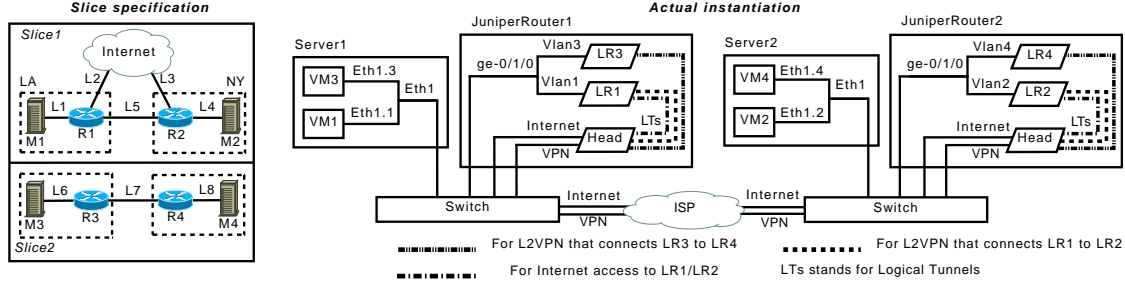 Slice specification
Slice1
Internet
LA
L2
L3
NY
L1
L5
L4
M1
R1
R2
M2
L6
L7
L8
M3
R3
R4
M4
Slice2
Actual instantiation
Server1
VM3
Eth1.3
Eth1
VM1
Eth1.1
JuniperRouter1
Vlan3
LR3
ge-0/1/0
Vlan1
LR1
LTs
Internet
Head
VPN
Server2
VM4
Eth1.4
Eth1
VM2
Eth1.2
JuniperRouter2
Vlan4
LR4
ge-0/1/0
Vlan2
LR2
LTs
Internet
Head
VPN
Switch
Internet
VPN
ISP
Internet
VPN
Switch
For L2VPN that connects LR3 to LR4
For L2VPN that connects LR1 to LR2
For Internet access to LR1/LR2
LTs stands for Logical Tunnels